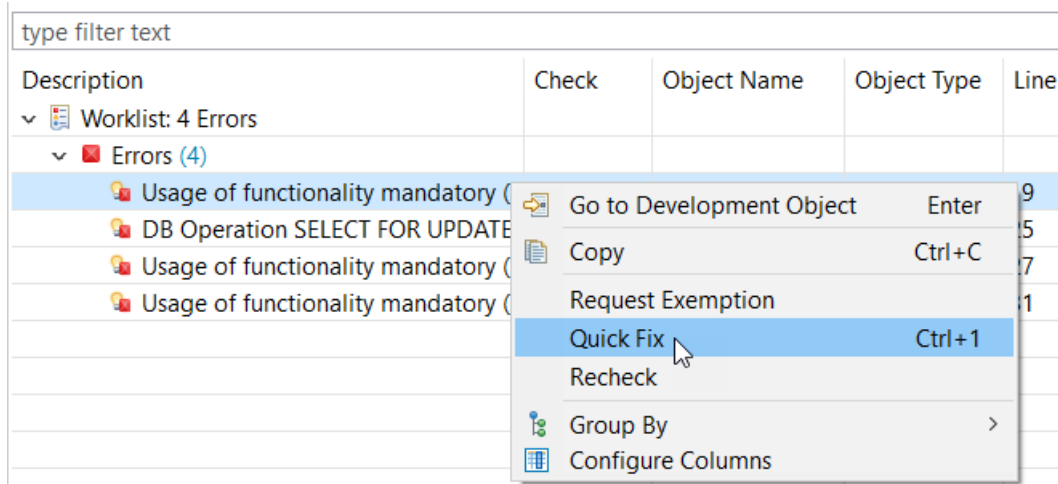 type filter text
Description Check Object Name Object Type Line
Worklist: 4 Errors
Errors (4)
Usage of functionality mandatory (
DB Operation SELECT FOR UPDATE
Usage of functionality mandatory (
Usage of functionality mandatory (
Go to Development Object Enter
Copy Ctrl+C
Request Exemption
Quick Fix Ctrl+1
Recheck
Group By
Configure Columns